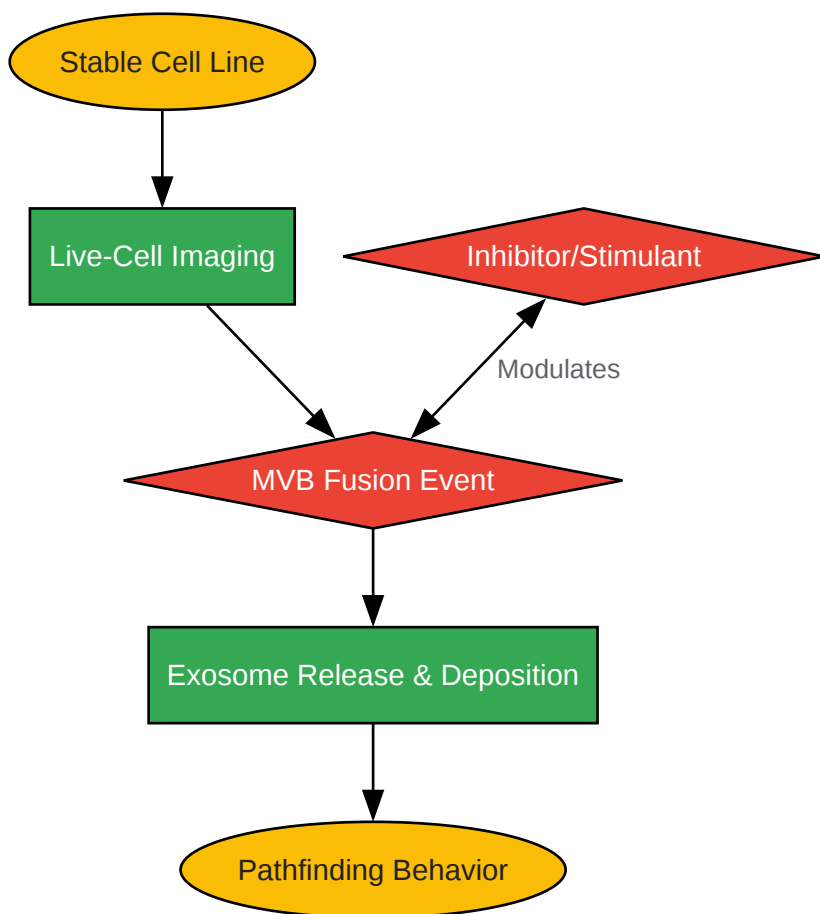 Stable Cell Line
Live-Cell Imaging
Inhibitor/Stimulant
Modulates
MVB Fusion Event
Exosome Release & Deposition
Pathfinding Behavior